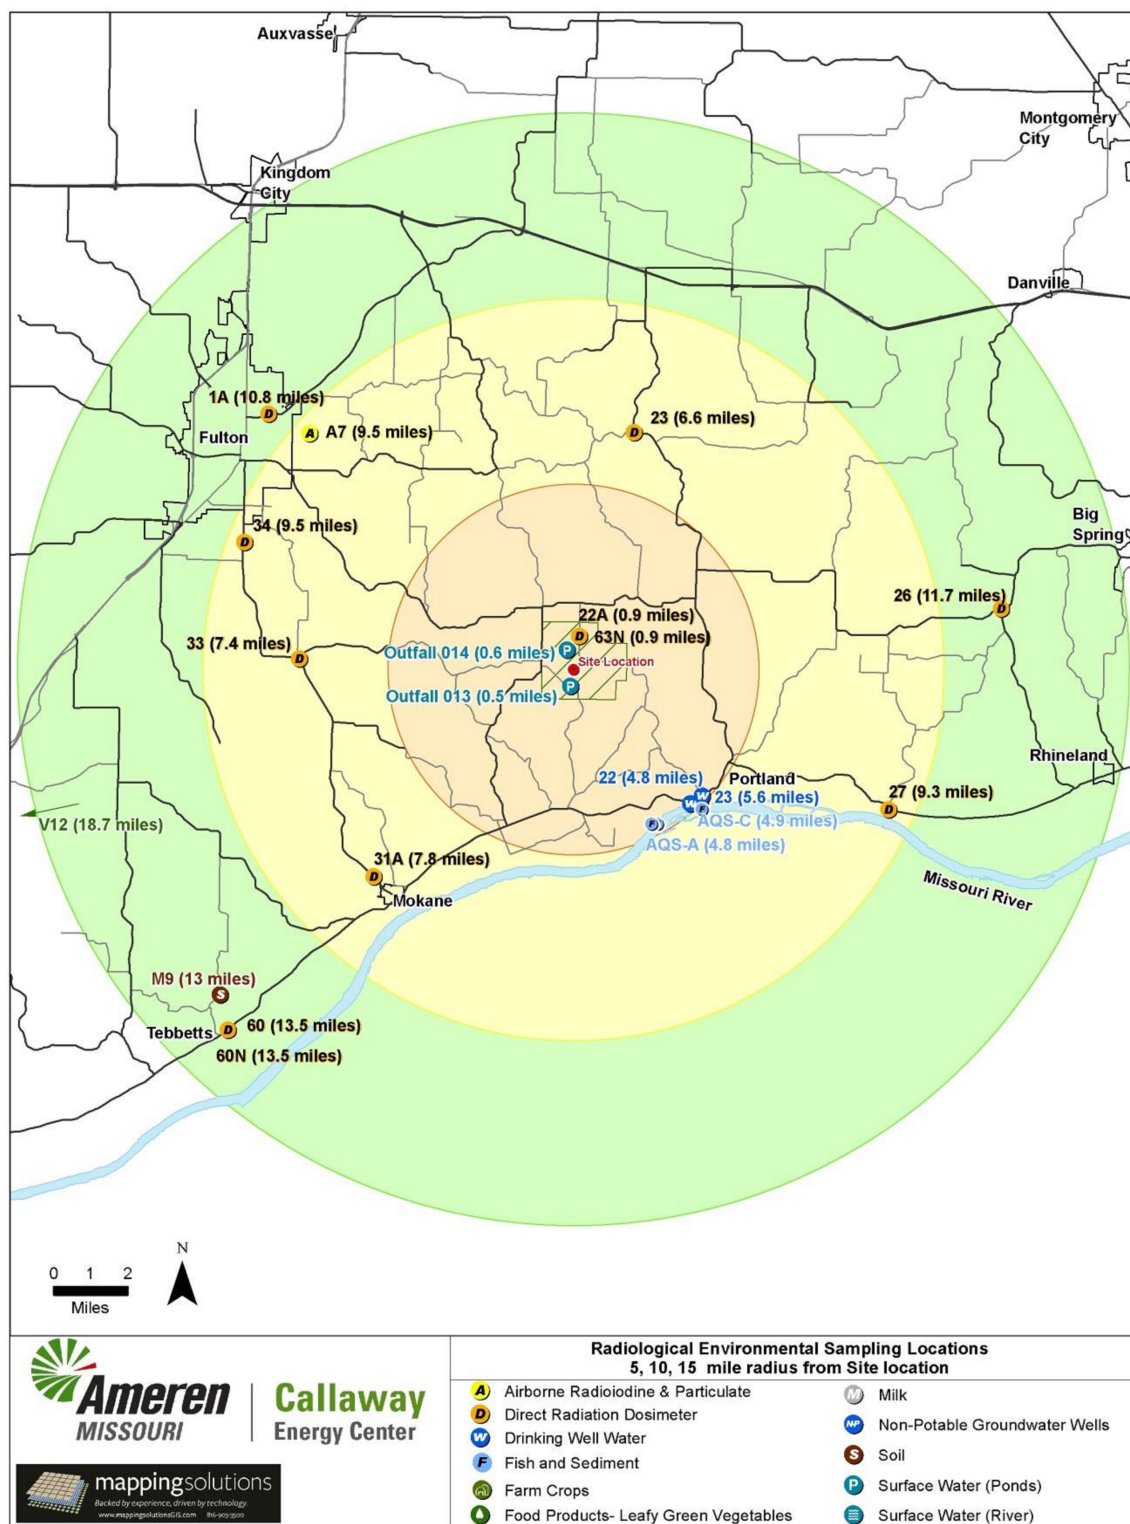 Auxvasse
Montgomery
City
Kingdom
City
Danville
1A (10.8 miles)
A
A7 (9.5 miles)
D
23 (6.6 miles)
D
Fulton
34 (9.5 miles)
D
Big
Spring
26 (11.7 miles)
D
22A (0.9 miles)
D
63N (0.9 miles)
33 (7.4 miles)
D
Outfall 014 (0.6 miles)
P
Site Location
P
Outfall 013 (0.5 miles)
Rhineland
22 (4.8 miles)
Portland
W
W
23 (5.6 miles)
27 (9.3 miles)
D
V12 (18.7 miles)
F
AQS-C (4.9 miles)
F
AQS-A (4.8 miles)
31A (7.8 miles)
D
Mokane
Missouri River
M9 (13 miles)
S
Tebbetts
D
60 (13.5 miles)
60N (13.5 miles)
N
0 1 2
Miles
Ameren
MISSOURI
Callaway
Energy Center
mappingsolutions
Backed by experience, driven by technology.
www.mappingsolutionsGIS.com 816-903-3500
Radiological Environmental Sampling Locations
5, 10, 15 mile radius from Site location
A Airborne Radioiodine & Particulate
D Direct Radiation Dosimeter
W Drinking Well Water
F Fish and Sediment
Farm Crops
Food Products- Leafy Green Vegetables
M Milk
NP Non-Potable Groundwater Wells
S Soil
P Surface Water (Ponds)
Surface Water (River)